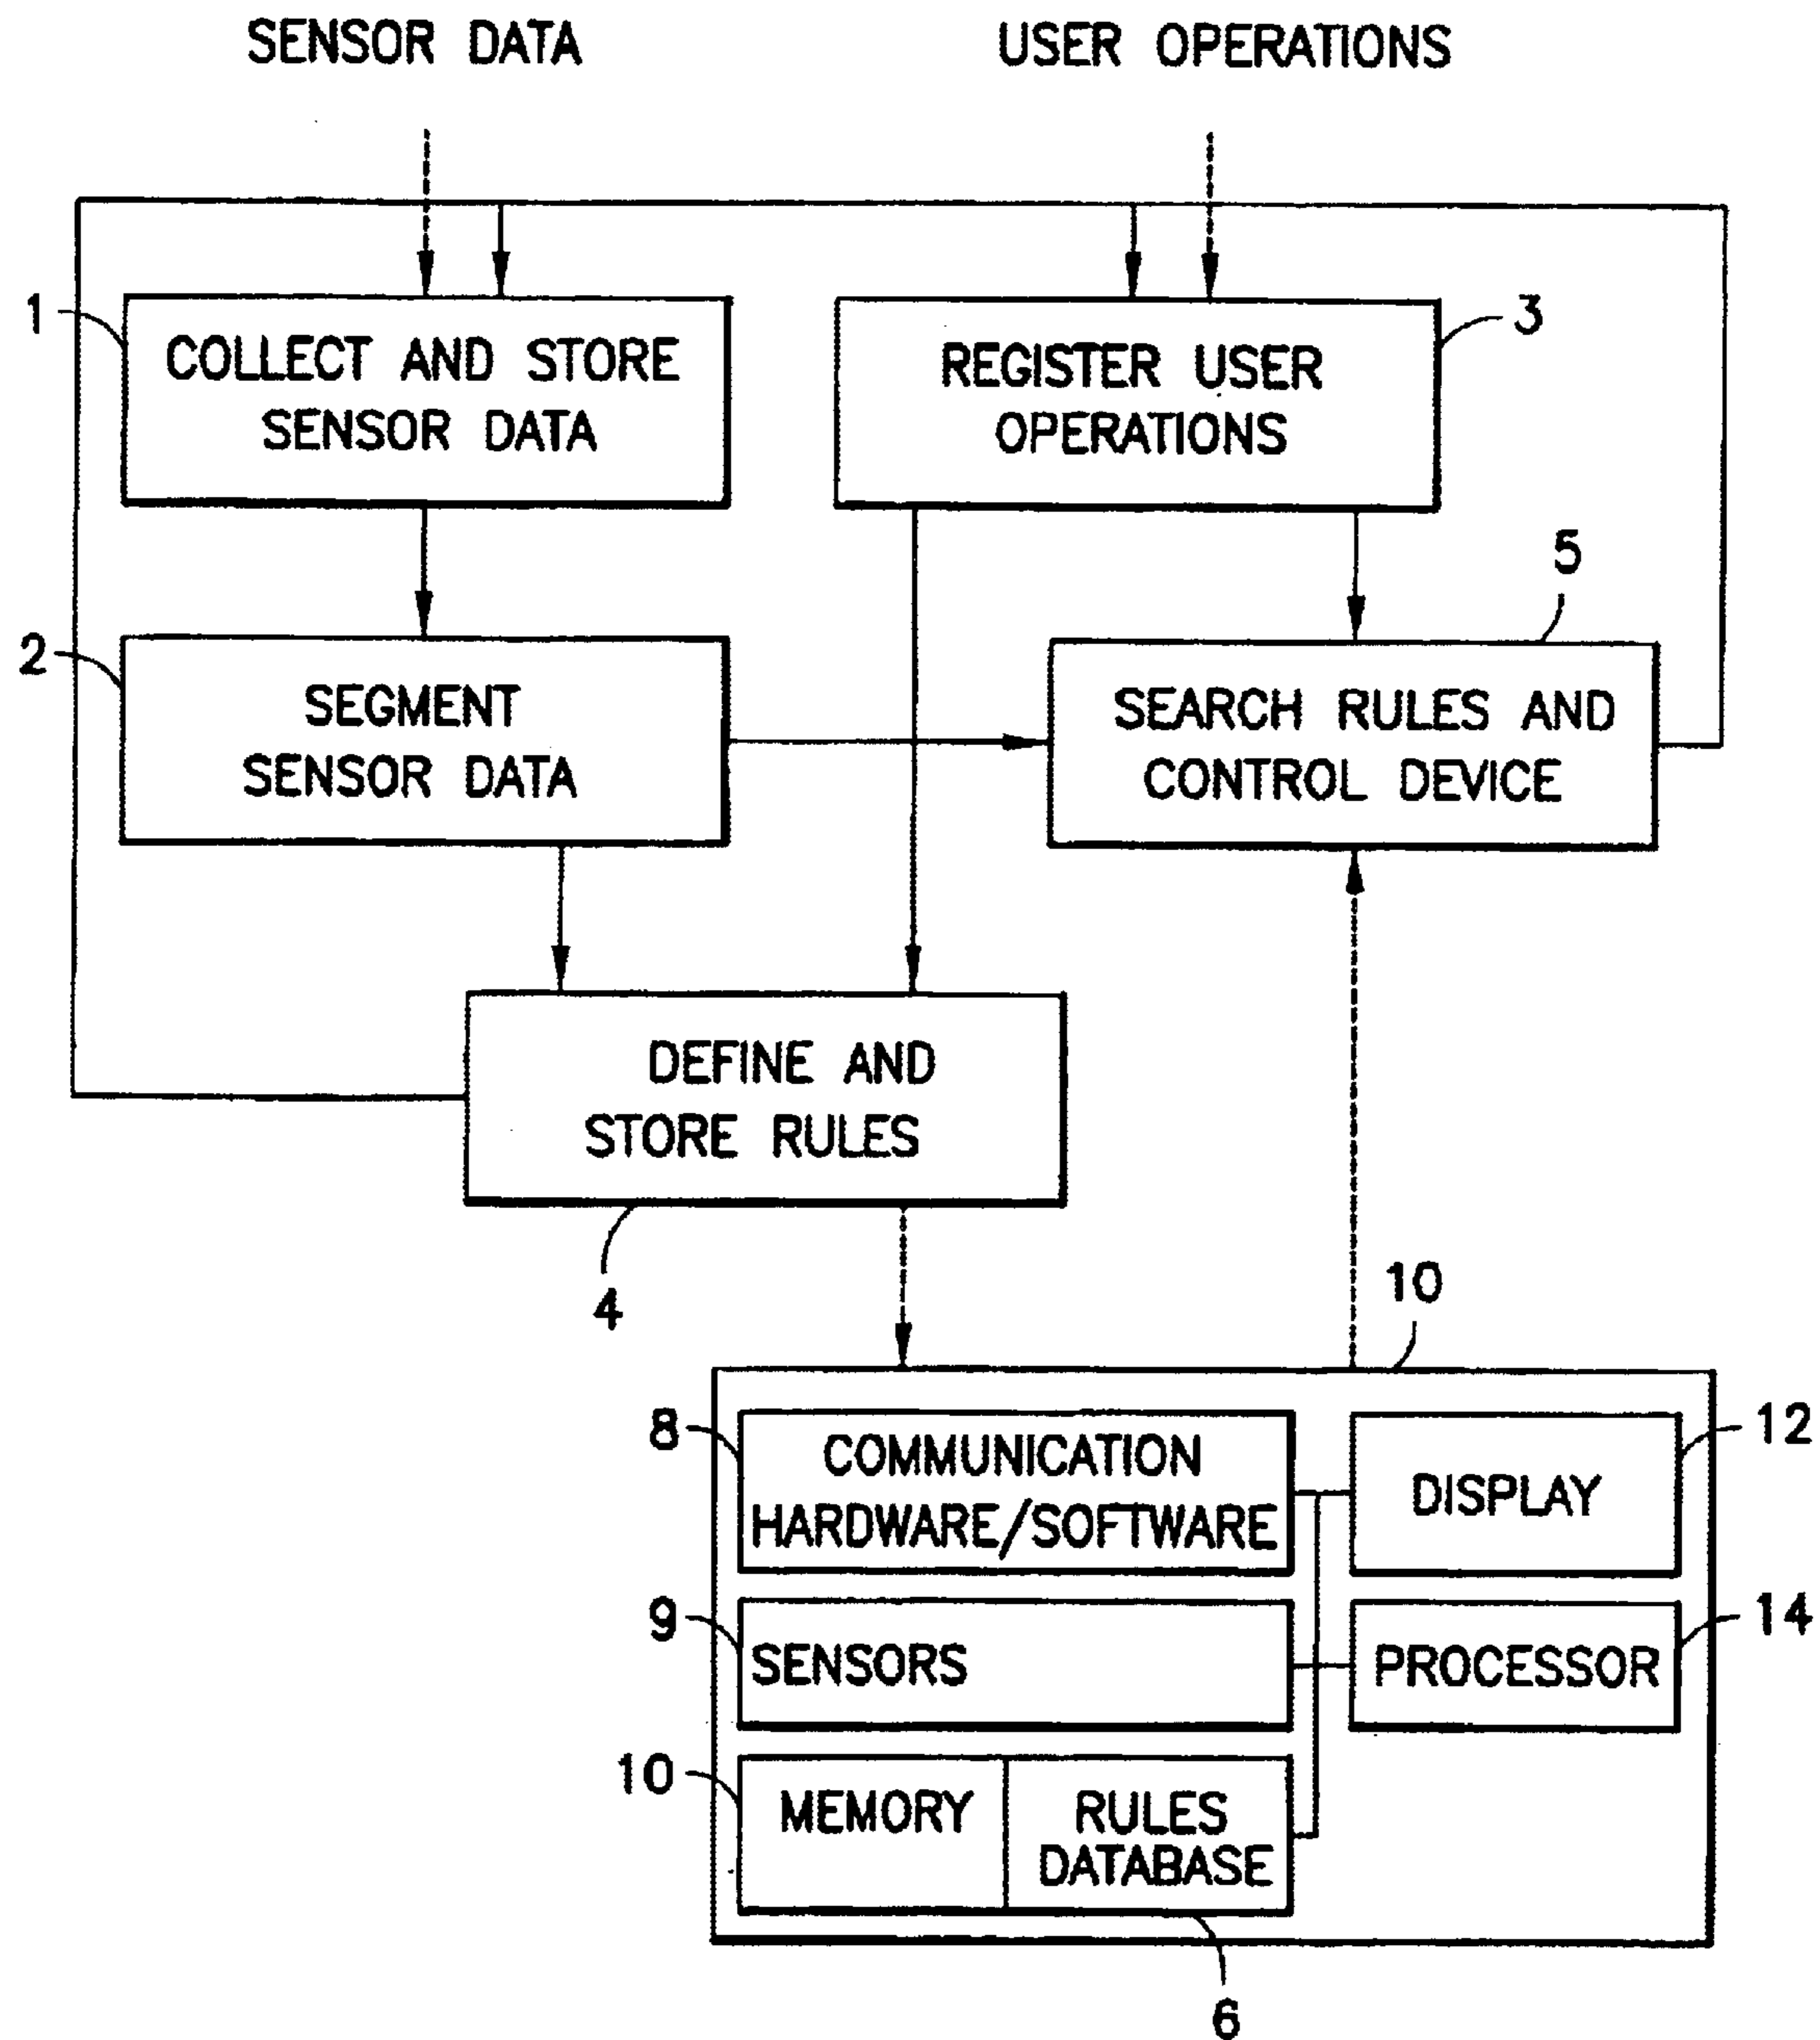 SENSOR DATA
USER OPERATIONS
1
COLLECT AND STORE
SENSOR DATA
3
REGISTER USER
OPERATIONS
2
SEGMENT
SENSOR DATA
5
SEARCH RULES AND
CONTROL DEVICE
DEFINE AND
STORE RULES
4
10
8
COMMUNICATION
HARDWARE/SOFTWARE
12
DISPLAY
9
SENSORS
14
PROCESSOR
10
MEMORY
RULES
DATABASE
6